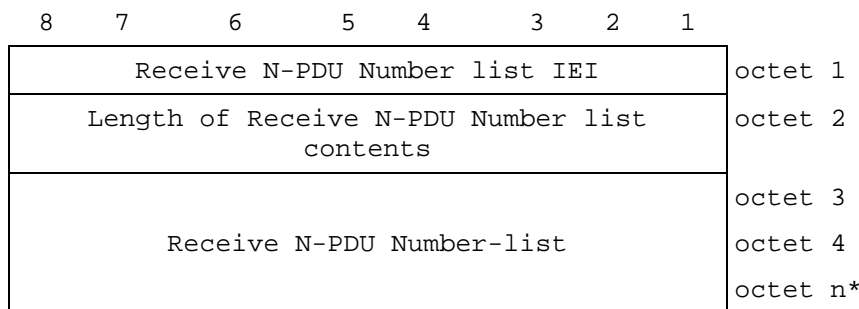 8 7 6 5 4 3 2 1
Receive N-PDU Number list IEI octet 1
Length of Receive N-PDU Number list octet 2
contents
octet 3
Receive N-PDU Number-list octet 4
octet n*